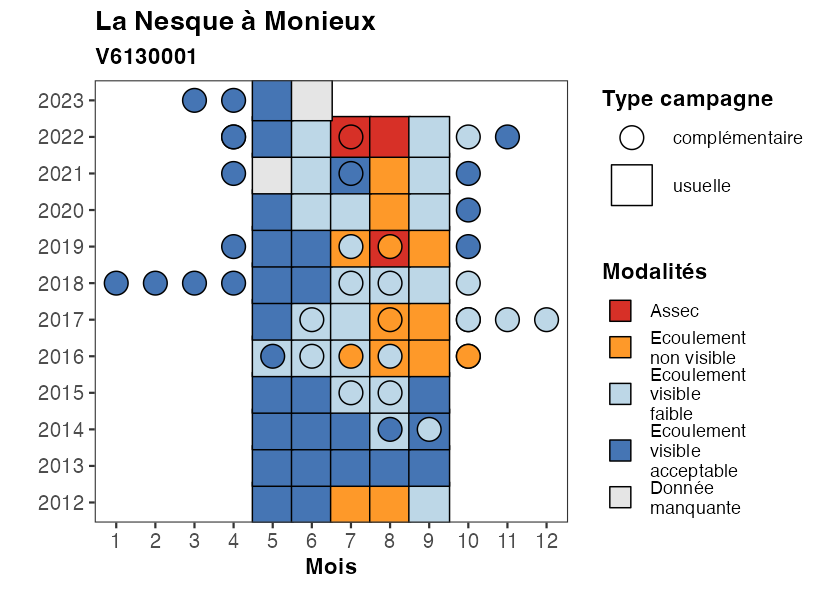 La Nesque à Monieux
V6130001
2023
2022
2021
2020
2019
2018
2017
2016
2015
2014
2013
2012
1 2 3 4 5 6 7 8 9 10 11 12
Mois
Type campagne
complémentaire
usuelle
Modalités
Assec
Ecoulement
non visible
Ecoulement
visible
faible
Ecoulement
visible
acceptable
Donnée
manquante